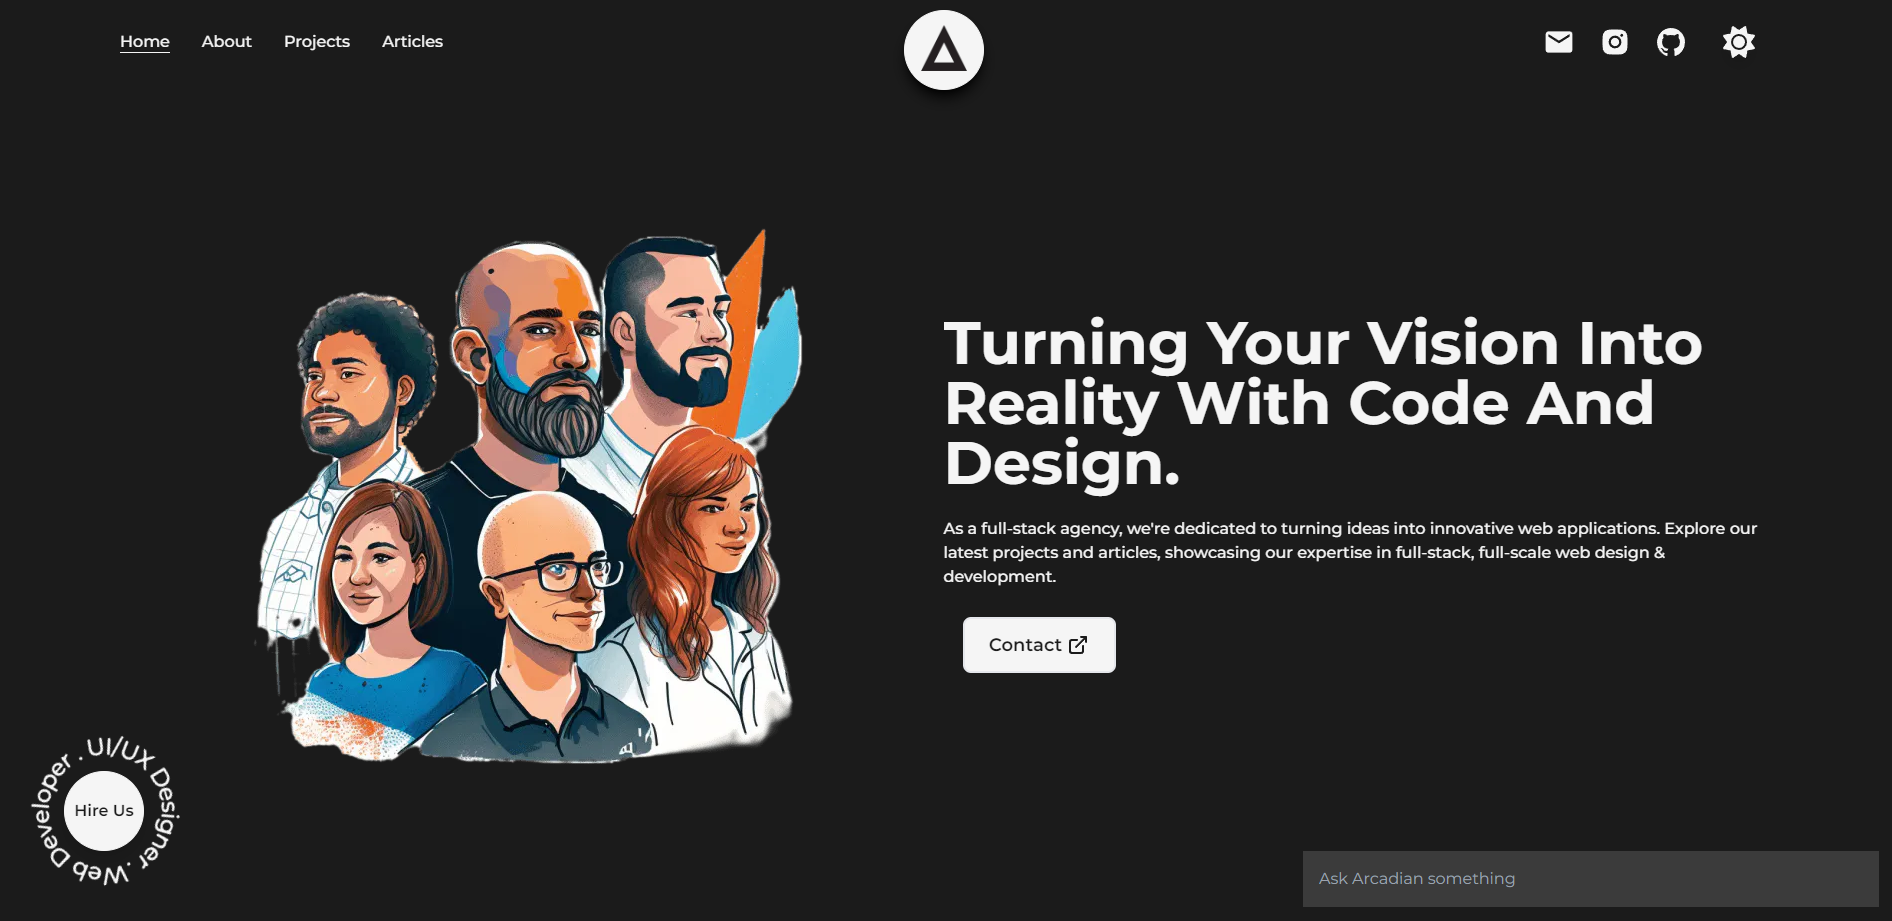 Home About Projects Articles
Turning Your Vision Into
Reality With Code And
Design.
As a full-stack agency, we're dedicated to turning ideas into innovative web applications. Explore our
latest projects and articles, showcasing our expertise in full-stack, full-scale web design &
development.
Contact
Web Developer . UI/UX Designer .
Hire Us
Ask Arcadian something